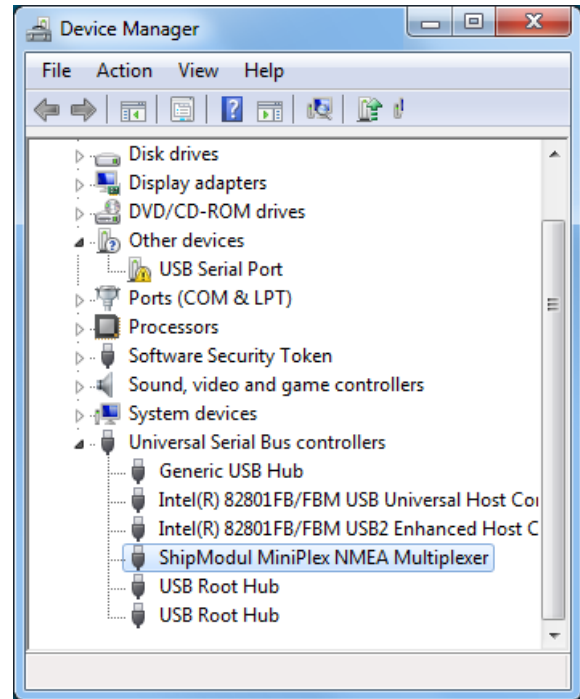 Device Manager
File Action View Help
Disk drives
Display adapters
DVD/CD-ROM drives
Other devices
USB Serial Port
Ports (COM & LPT)
Processors
Software Security Token
Sound, video and game controllers
System devices
Universal Serial Bus controllers
Generic USB Hub
Intel(R) 82801FB/FBM USB Universal Host Co
Intel(R) 82801FB/FBM USB2 Enhanced Host C
ShipModul MiniPlex NMEA Multiplexer
USB Root Hub
USB Root Hub